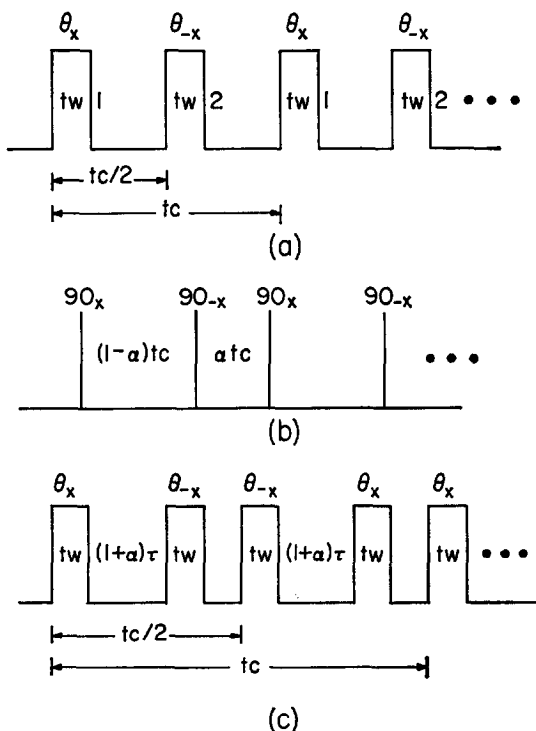 θx θ-x θx θ-x
tw 1 tw 2 tw 1 tw 2 •••
tc/2
tc
(a)
90x 90-x 90x 90-x
(1-α)tc αtc •••
(b)
θx θ-x θ-x θx θx
tw (1+α)τ tw tw (1+α)τ tw tw •••
tc/2
tc
(c)